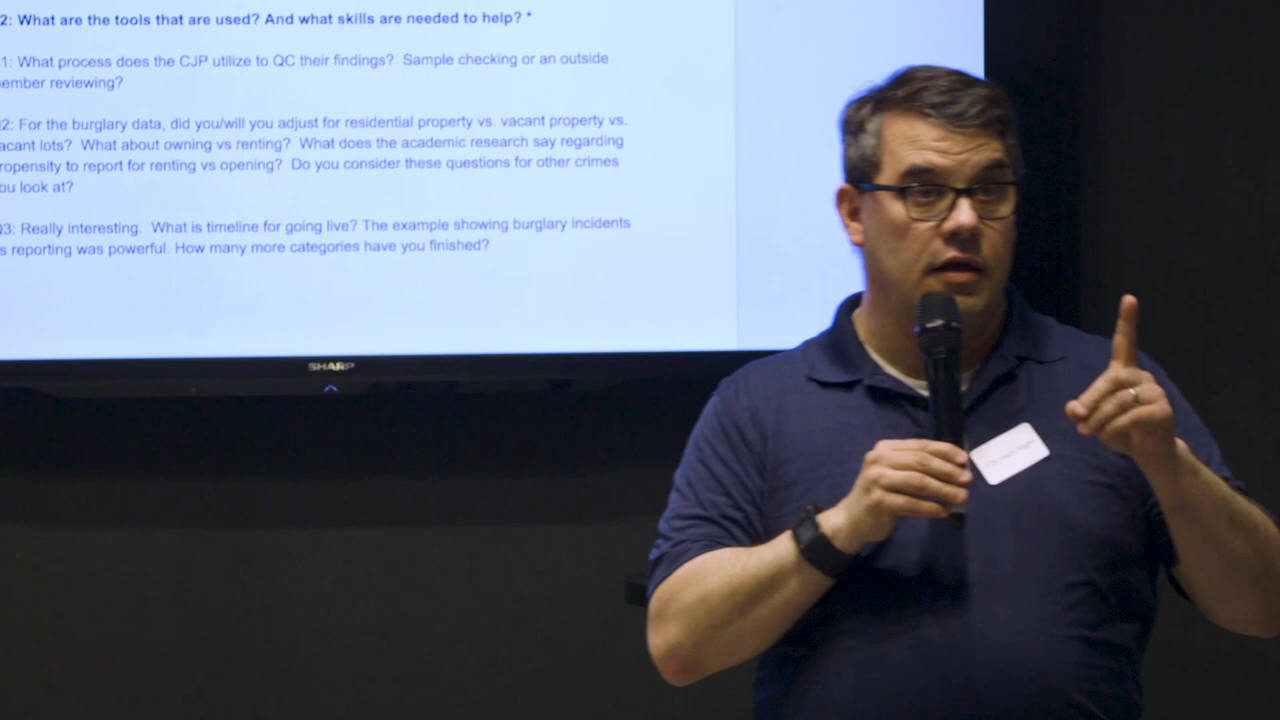 2: What are the tools that are used? And what skills are needed to help? *
1: What process does the CJP utilize to QC their findings? Sample checking or an outside
ember reviewing?
2: For the burglary data, did you/will you adjust for residential property vs. vacant property vs.
acant lots? What about owning vs renting? What does the academic research say regarding
ropensity to report for renting vs opening? Do you consider these questions for other crimes
ou look at?
3: Really interesting. What is timeline for going live? The example showing burglary incidents
s reporting was powerful. How many more categories have you finished?
SHARP